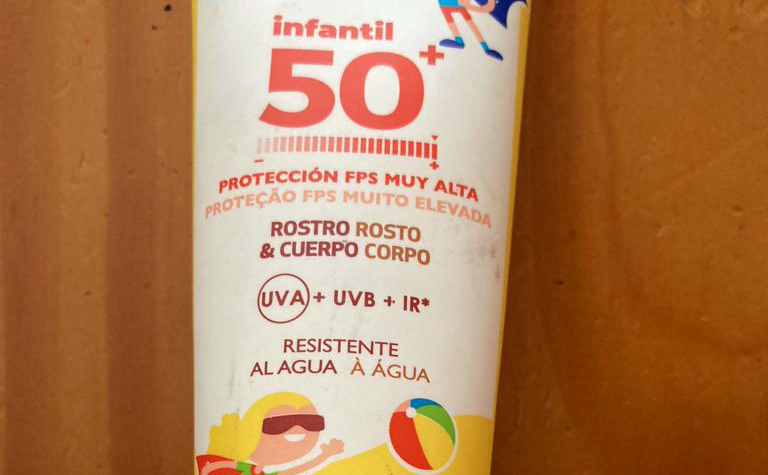 infantil
50+
PROTECCIÓN FPS MUY ALTA
PROTEÇÃO FPS MUITO ELEVADA
ROSTRO ROSTO
& CUERPO CORPO
UVA + UVB + IR*
RESISTENTE
AL AGUA À ÁGUA